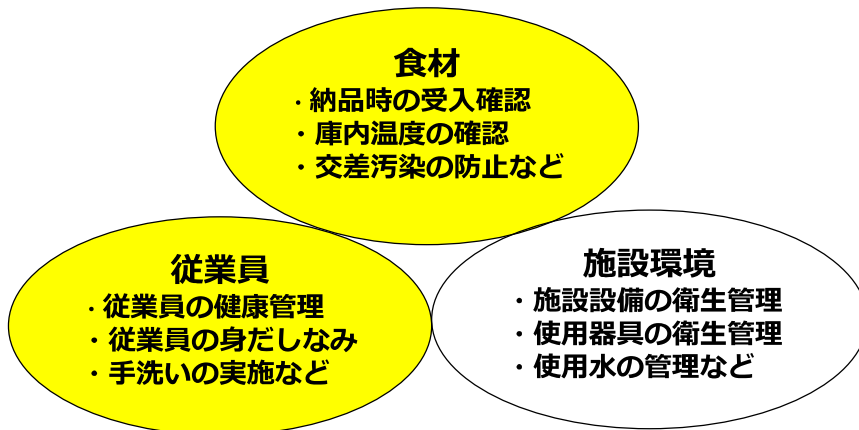 食材
・納品時の受入確認
・庫内温度の確認
・交差汚染の防止など
従業員
・従業員の健康管理
・従業員の身だしなみ
・手洗いの実施など
施設環境
・施設設備の衛生管理
・使用器具の衛生管理
・使用水の管理など